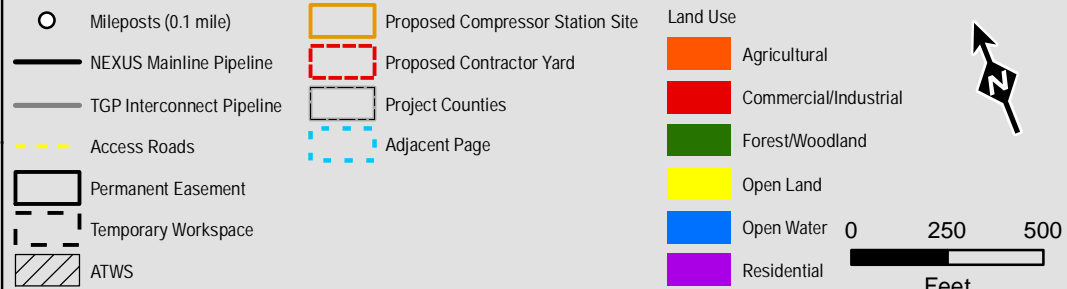 Mileposts (0.1 mile)
NEXUS Mainline Pipeline
TGP Interconnect Pipeline
Access Roads
Permanent Easement
Temporary Workspace
ATWS
Proposed Compressor Station Site
Proposed Contractor Yard
Project Counties
Adjacent Page
Land Use
Agricultural
Commercial/Industrial
Forest/Woodland
Open Land
Open Water
Residential
N
0 250 500
Feet